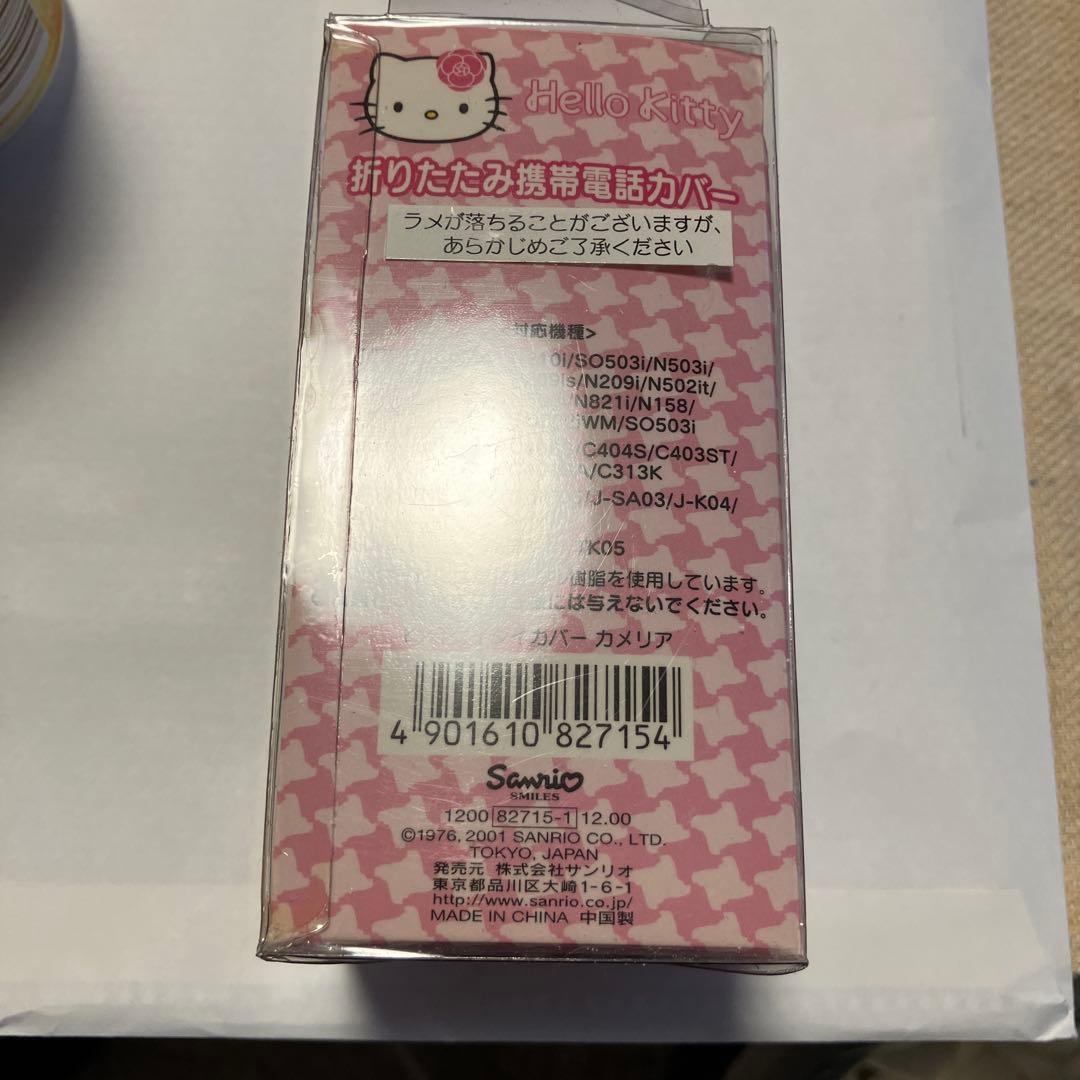 Hello Kitty
折りたたみ携帯電話カバー
ラメが落ちることがございますが、
あらかじめご了承ください
対応機種>
10i/SO503i/N503i/
/N209i/N502it/
/N821i/N158/
WM/SO503i
/C404S/C403ST/
/C313K
/J-SA03/J-K04/
K05
樹脂を使用しています。
には与えないでください。
カバー カメリア
4 901610 827154
Sanrio
SMILES
1200 82715-1 12.00
©1976, 2001 SANRIO CO., LTD.
TOKYO, JAPAN
発売元 株式会社サンリオ
東京都品川区大崎1-6-1
http://www.sanrio.co.jp/
MADE IN CHINA 中国製